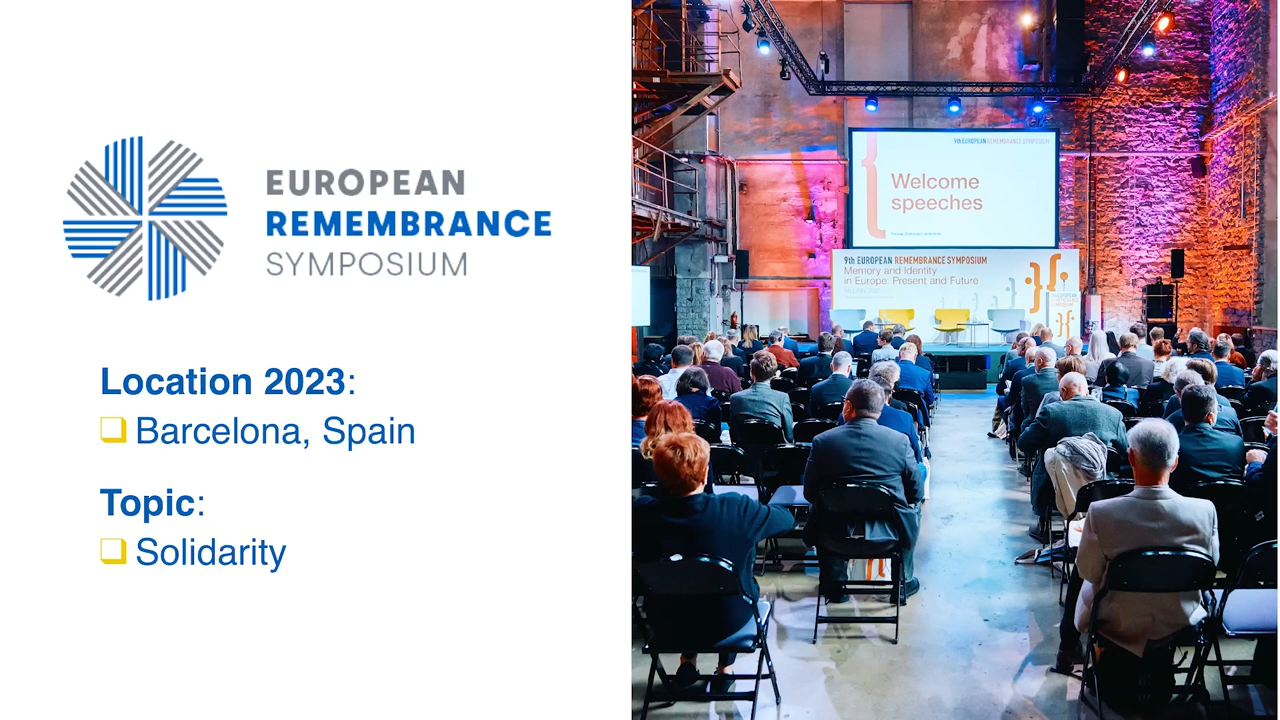 EUROPEAN
REMEMBRANCE
SYMPOSIUM
Location 2023:
Barcelona, Spain
Topic:
Solidarity
9th EUROPEAN REMEMBRANCE SYMPOSIUM
Welcome
speeches
9th EUROPEAN REMEMBRANCE SYMPOSIUM
Memory and Identity
in Europe: Present and Future